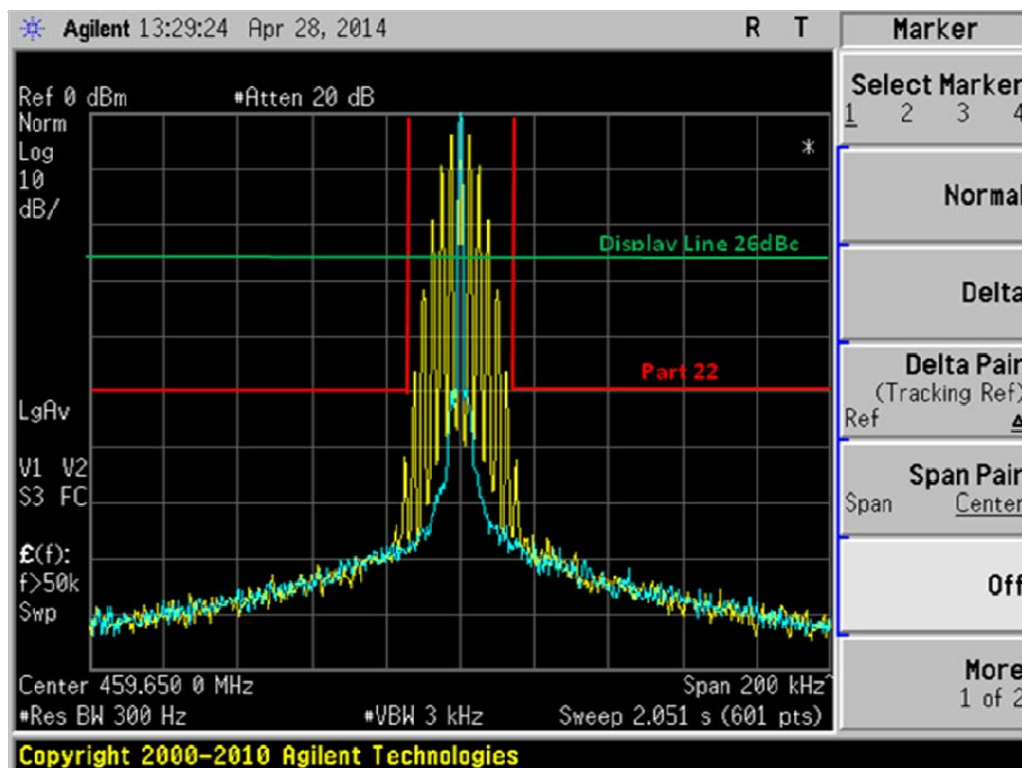 Agilent 13:29:24 Apr 28, 2014 R T
Ref 0 dBm #Atten 20 dB
Norm
Log
10
dB/
*
Display Line 26dBc
Part 22
LgAv
V1 V2
S3 FC
£(f):
f>50k
Swp
Center 459.650 0 MHz Span 200 kHz^
#Res BW 300 Hz #VBW 3 kHz Sweep 2.051 s (601 pts)
Copyright 2000-2010 Agilent Technologies
Marker
Select Marker
1 2 3 4
Normal
Delta
Delta Pair
(Tracking Ref)
Ref Δ
Span Pair
Span Center
Off
More
1 of 2